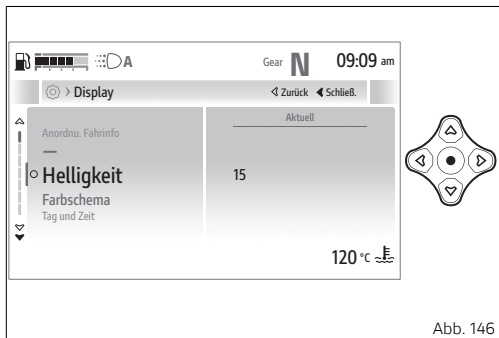 A Gear N 09:09 am
Display Zurück Schließ.
Anordnu. Fahrinfo
Aktuell
—
Helligkeit 15
Farbschema
Tag und Zeit
120 °C
Abb. 146